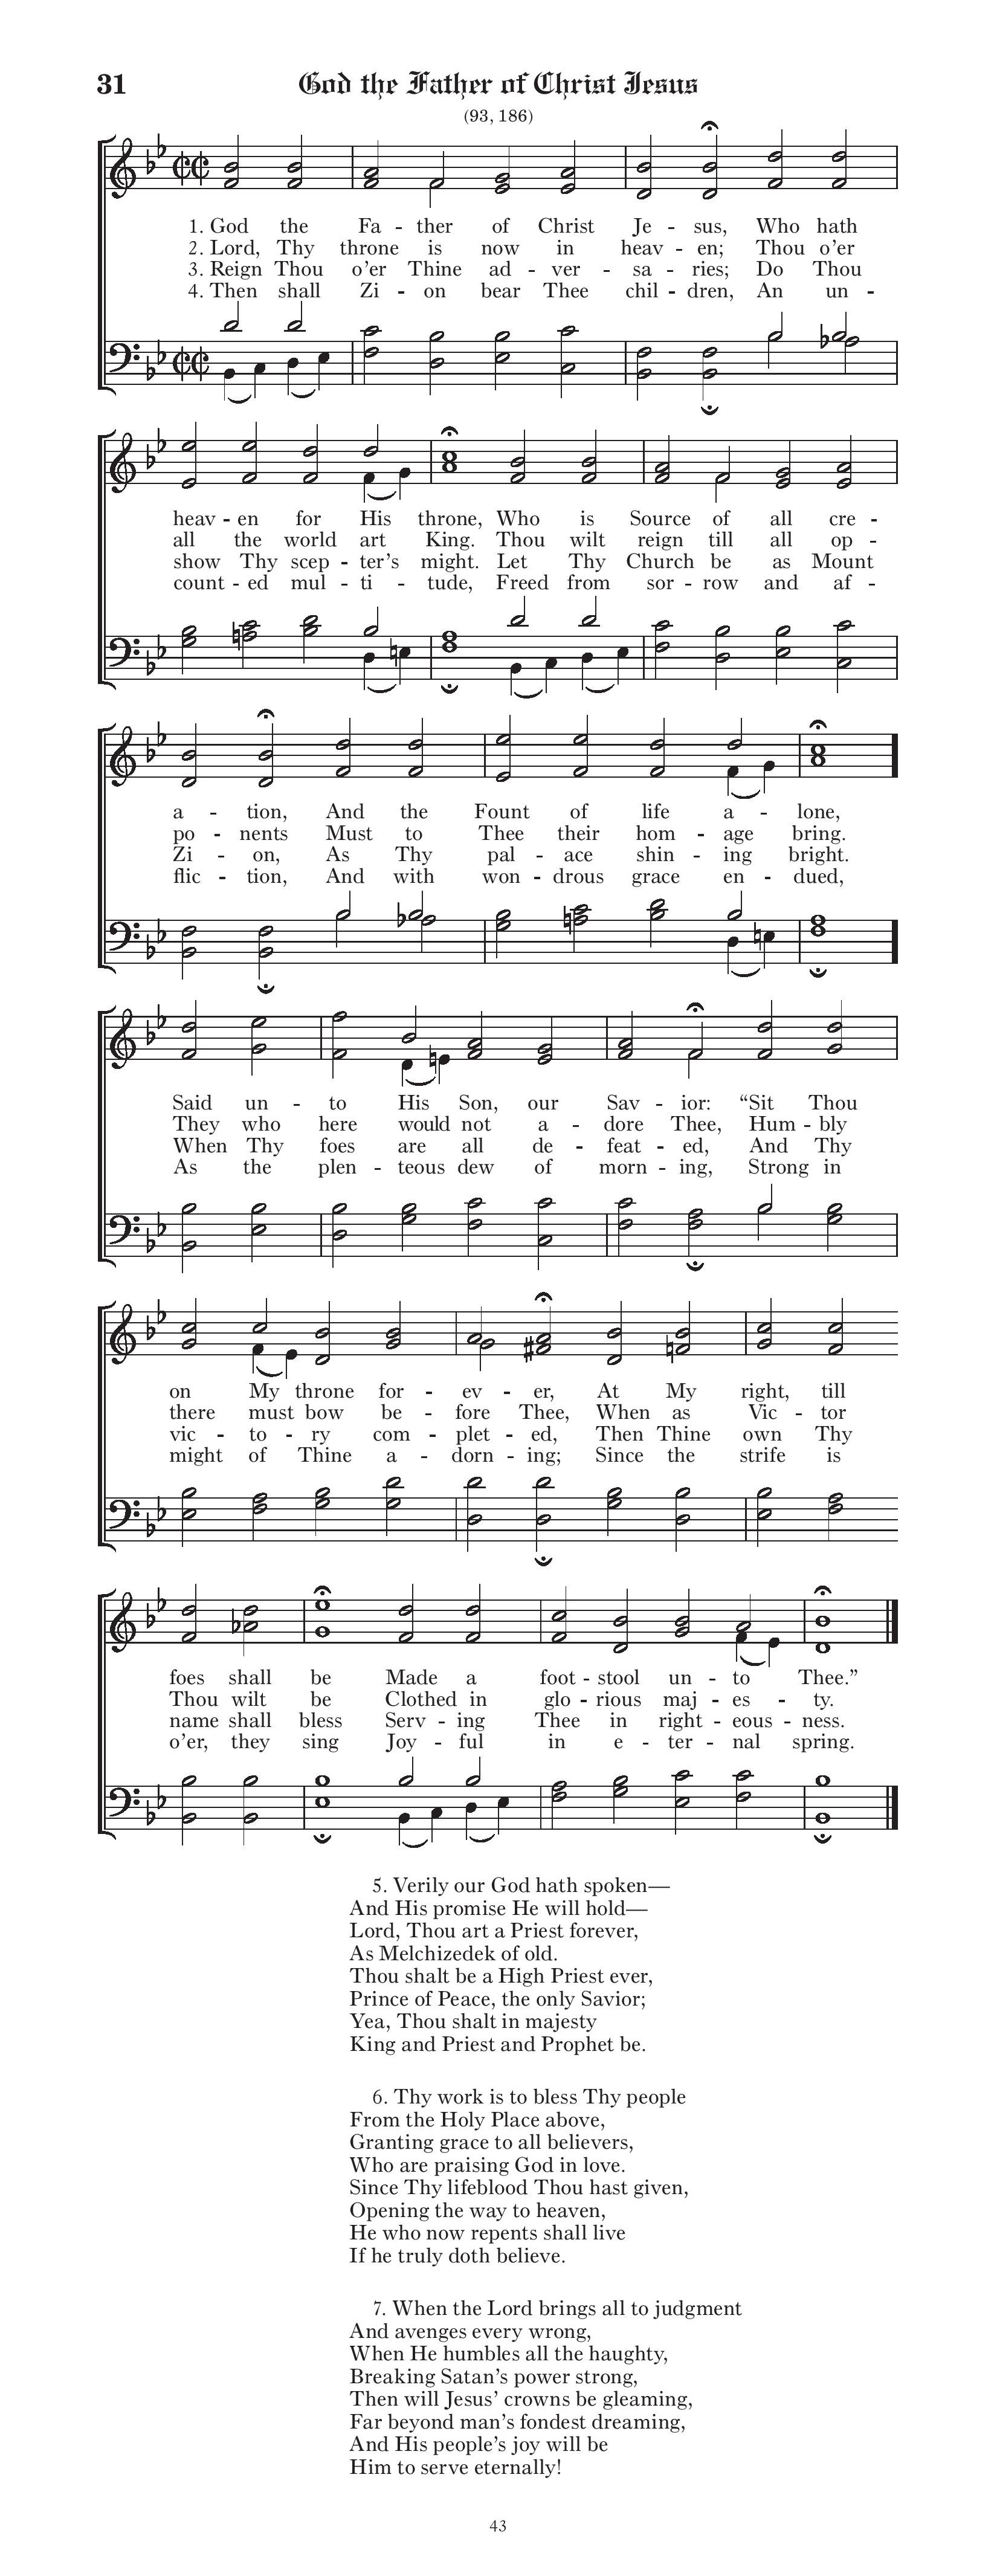 31 God the Father of Christ Jesus
(93, 186)
1. God the Fa - ther of Christ Je - sus, Who hath
2. Lord, Thy throne is now in heav - en; Thou o’er
3. Reign Thou o’er Thine ad - ver - sa - ries; Do Thou
4. Then shall Zi - on bear Thee chil - dren, An un -
heav - en for His throne, Who is Source of all cre -
all the world art King. Thou wilt reign till all op -
show Thy scep - ter’s might. Let Thy Church be as Mount
count - ed mul - ti - tude, Freed from sor - row and af -
a - tion, And the Fount of life a - lone,
po - nents Must to Thee their hom - age bring.
Zi - on, As Thy pal - ace shin - ing bright.
flic - tion, And with won - drous grace en - dued,
Said un - to His Son, our Sav - ior: “Sit Thou
They who here would not a - dore Thee, Hum - bly
When Thy foes are all de - feat - ed, And Thy
As the plen - teous dew of morn - ing, Strong in
on My throne for - ev - er, At My right, till
there must bow be - fore Thee, When as Vic - tor
vic - to - ry com - plet - ed, Then Thine own Thy
might of Thine a - dorn - ing; Since the strife is
foes shall be Made a foot - stool un - to Thee.”
Thou wilt be Clothed in glo - rious maj - es - ty.
name shall bless Serv - ing Thee in right - eous - ness.
o’er, they sing Joy - ful in e - ter - nal spring.
5. Verily our God hath spoken—
And His promise He will hold—
Lord, Thou art a Priest forever,
As Melchizedek of old.
Thou shalt be a High Priest ever,
Prince of Peace, the only Savior;
Yea, Thou shalt in majesty
King and Priest and Prophet be.
6. Thy work is to bless Thy people
From the Holy Place above,
Granting grace to all believers,
Who are praising God in love.
Since Thy lifeblood Thou hast given,
Opening the way to heaven,
He who now repents shall live
If he truly doth believe.
7. When the Lord brings all to judgment
And avenges every wrong,
When He humbles all the haughty,
Breaking Satan’s power strong,
Then will Jesus’ crowns be gleaming,
Far beyond man’s fondest dreaming,
And His people’s joy will be
Him to serve eternally!
43